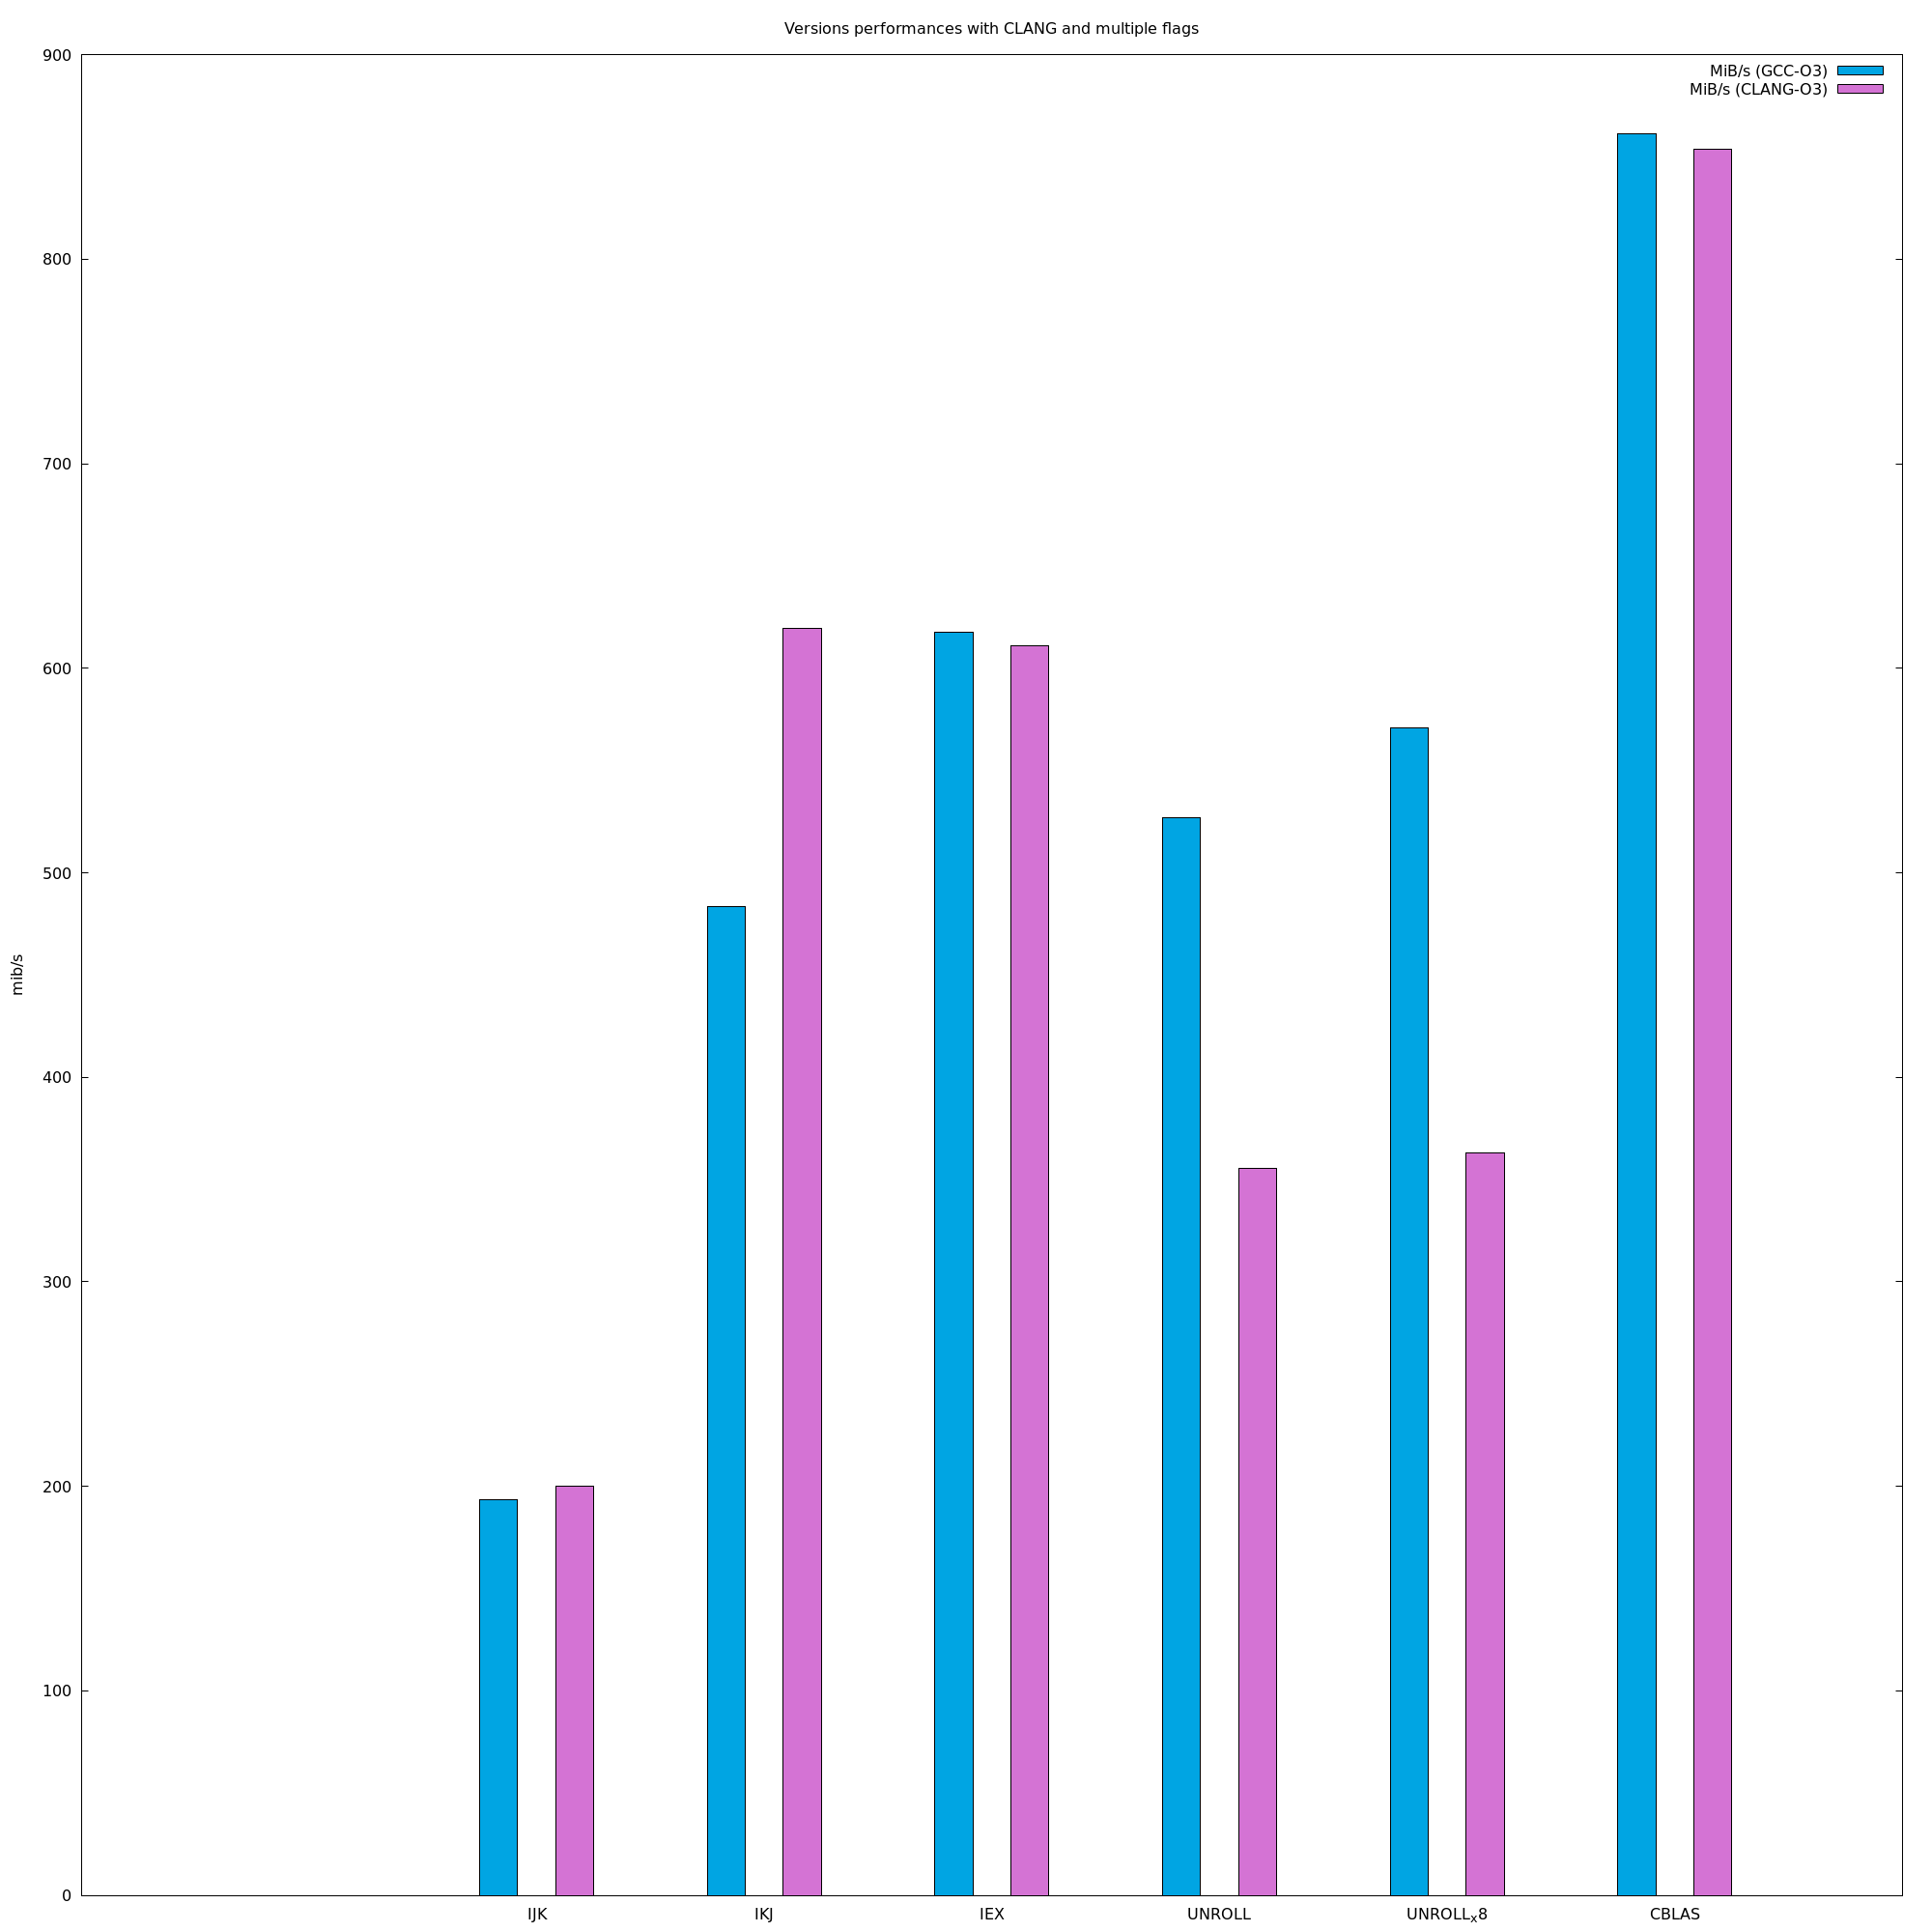 Versions performances with CLANG and multiple flags
MiB/s (GCC-O3)
MiB/s (CLANG-O3)
900
800
700
600
500
400
300
200
100
0
mib/s
IJK IKJ IEX UNROLL UNROLLx8 CBLAS